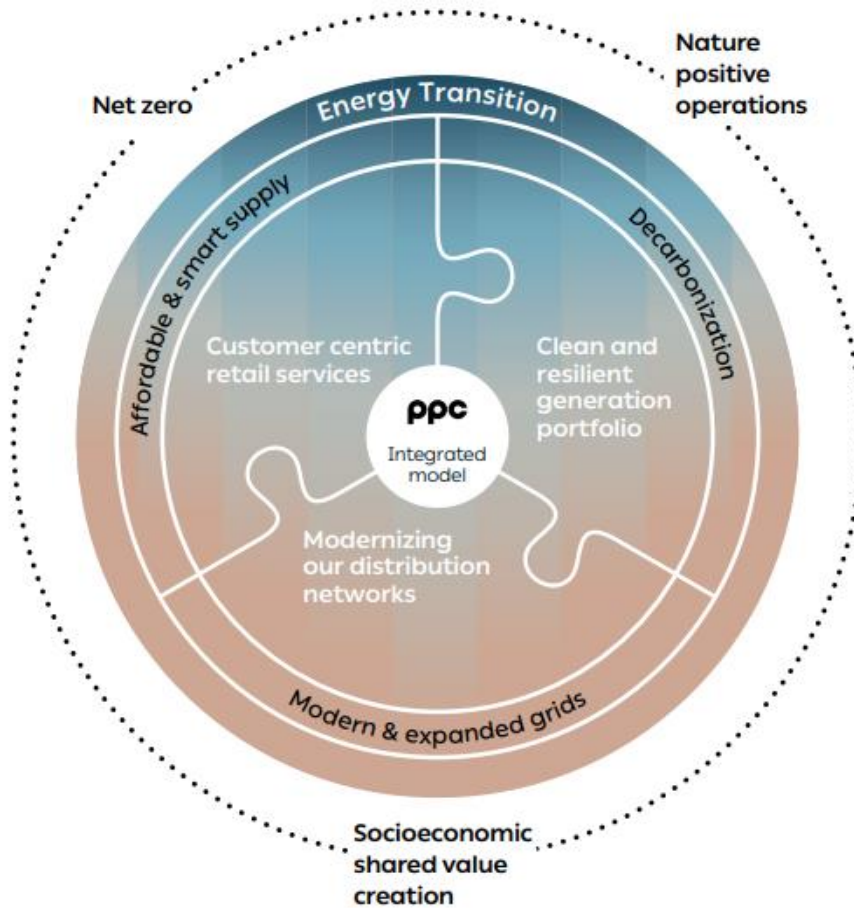 Nature
positive
operations
Net zero
Energy Transition
Affordable & smart supply
Decarbonization
Customer centric
retail services
Clean and
resilient
generation
portfolio
ppc
Integrated
model
Modernizing
our distribution
networks
Modern & expanded grids
Socioeconomic
shared value
creation